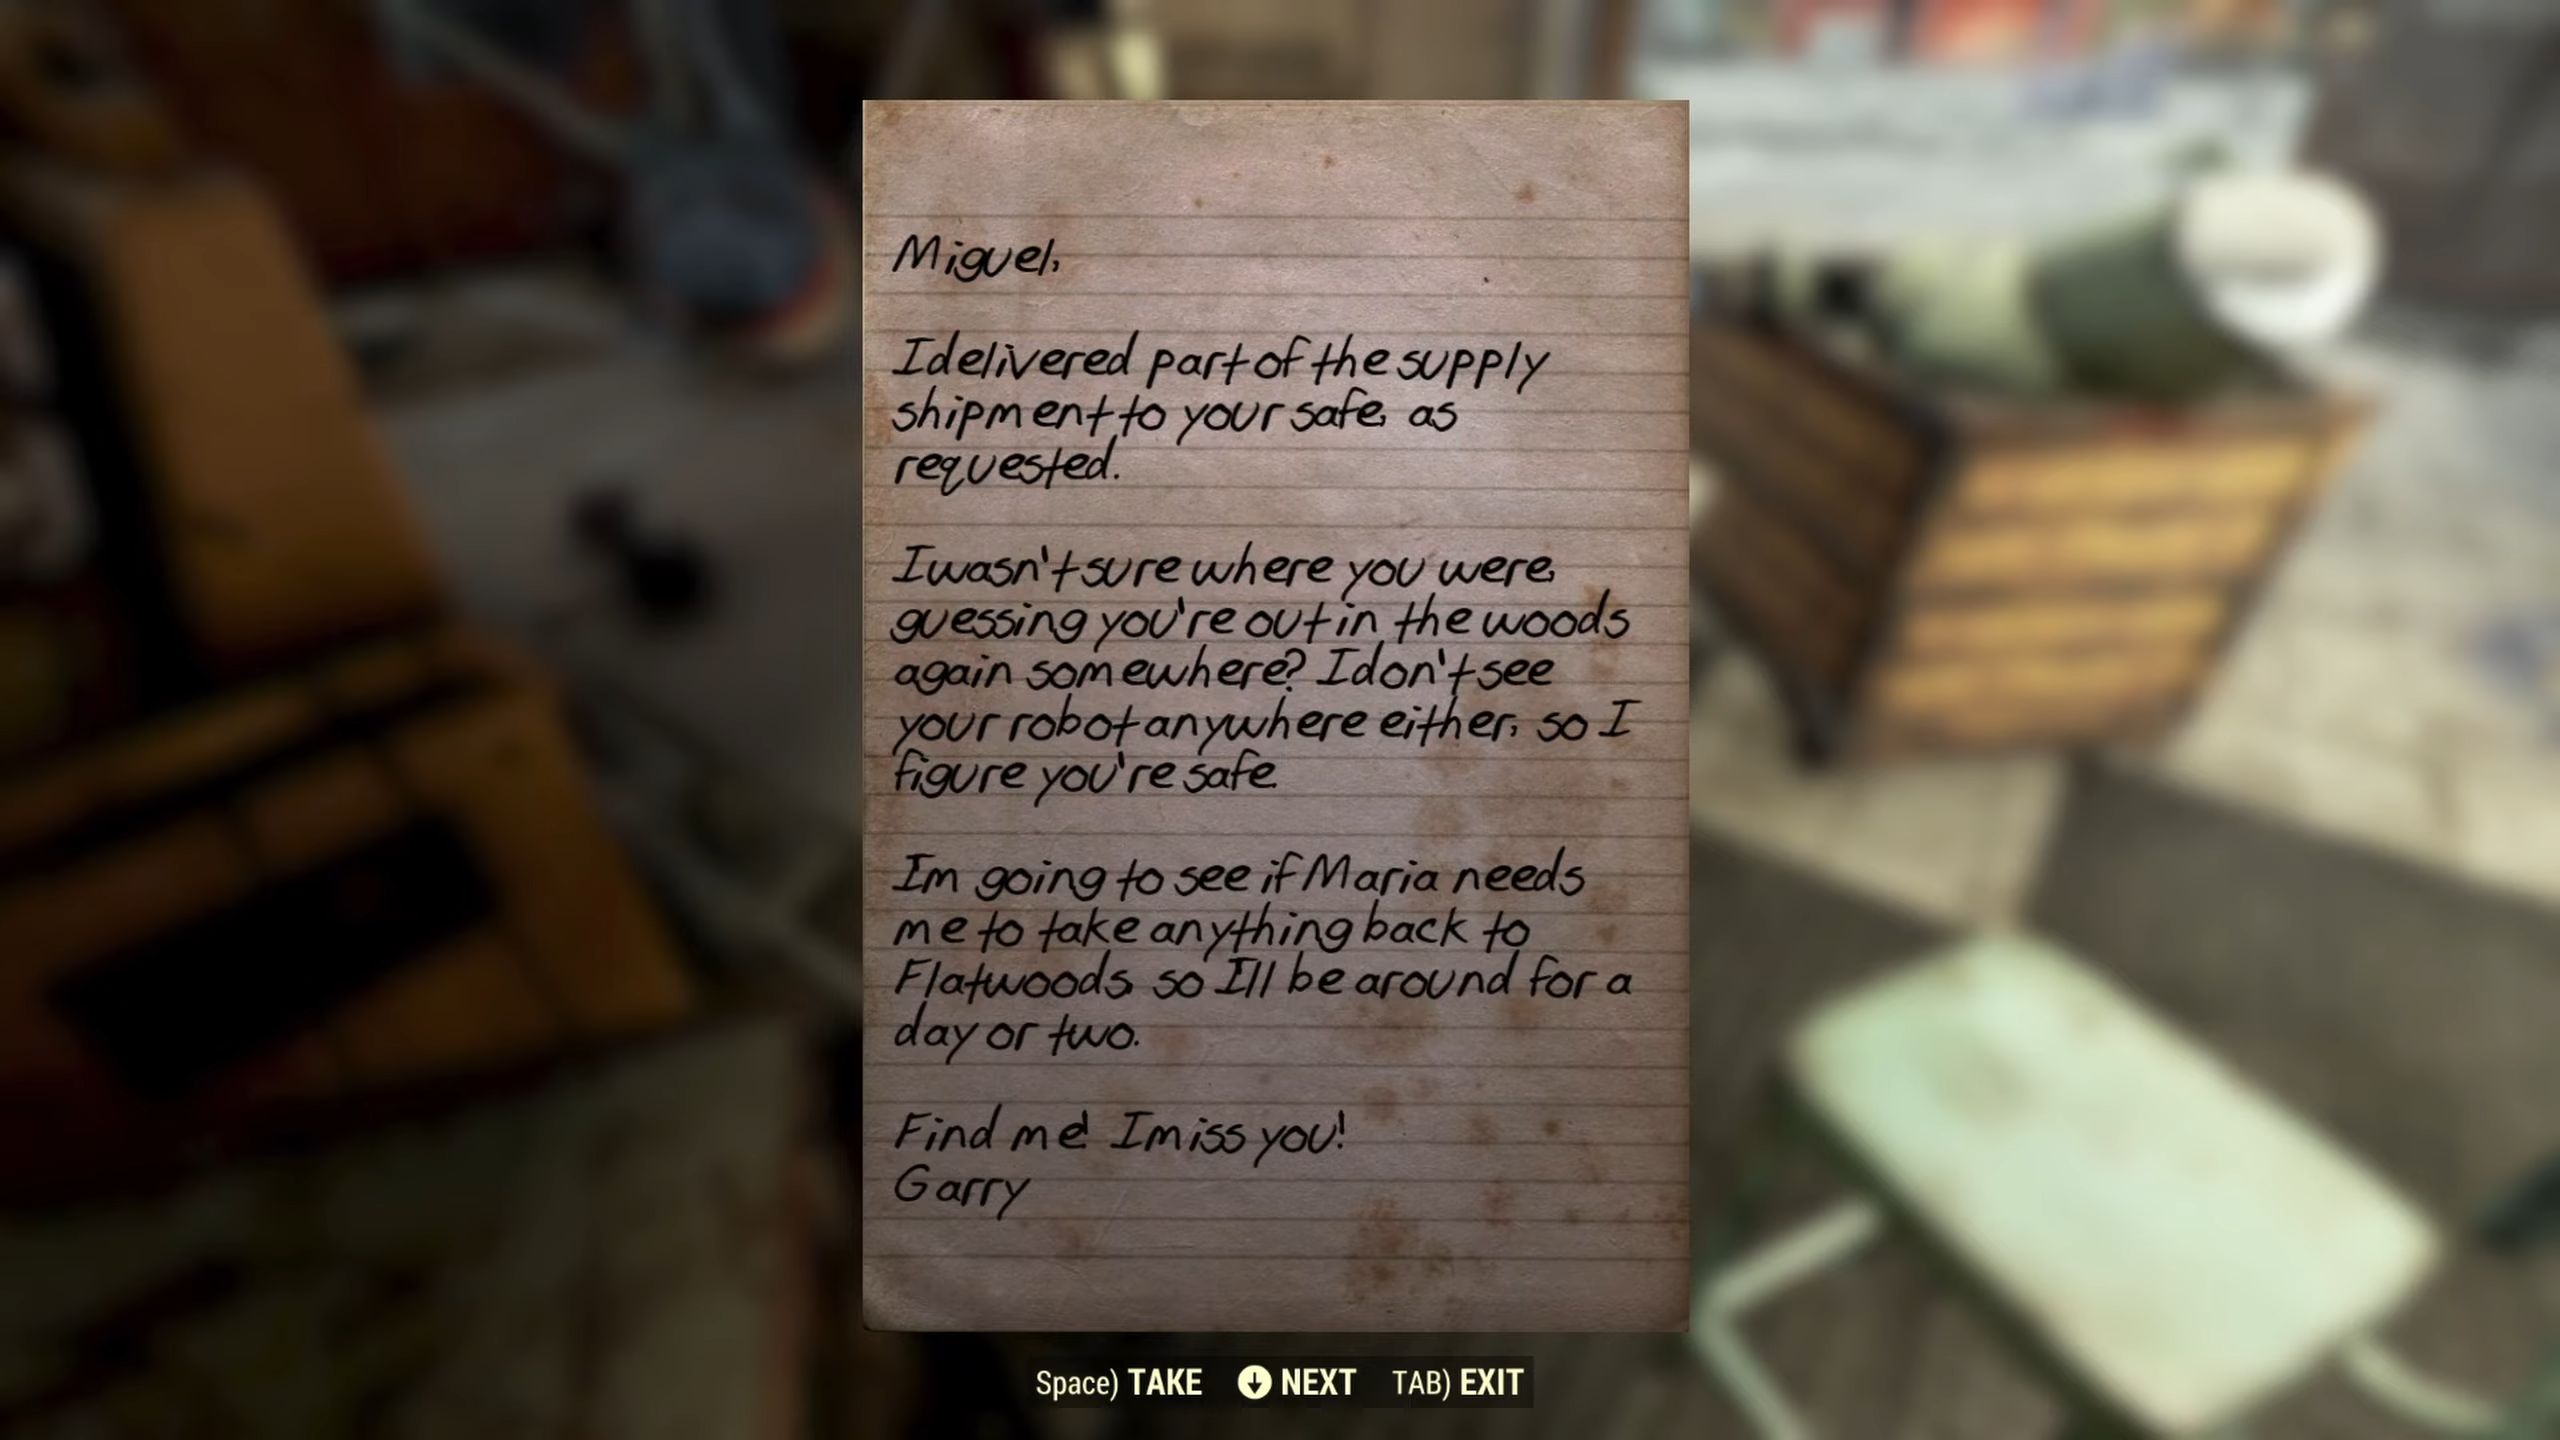 Miguel,
I delivered part of the supply
shipment to your safe, as
requested.
I wasn't sure where you were,
guessing you're out in the woods
again somewhere? I don't see
your robot anywhere either, so I
figure you're safe.
I'm going to see if Maria needs
me to take anything back to
Flatwoods, so I'll be around for a
day or two.
Find me! I miss you!
Garry
Space) TAKE NEXT TAB) EXIT